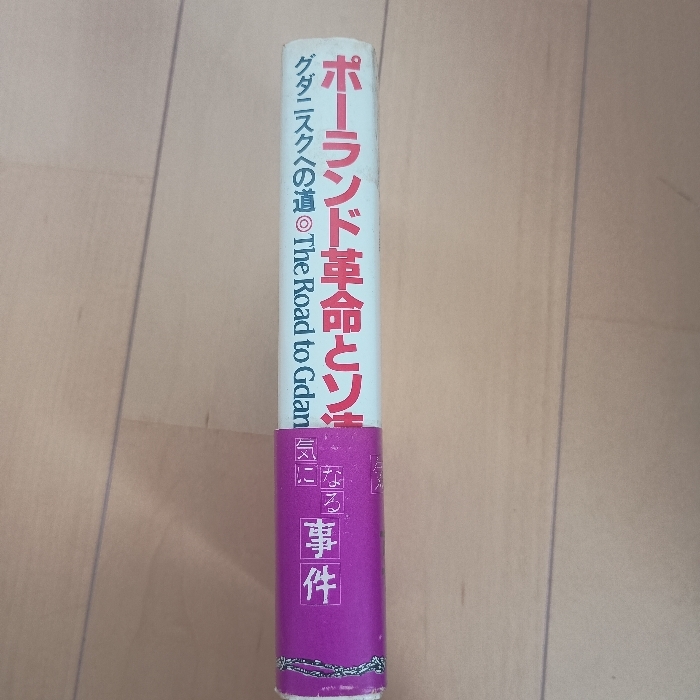 ポーランド革命とソ連
グダニスクへの道◎The Road to Gdan
気に
なる
事件